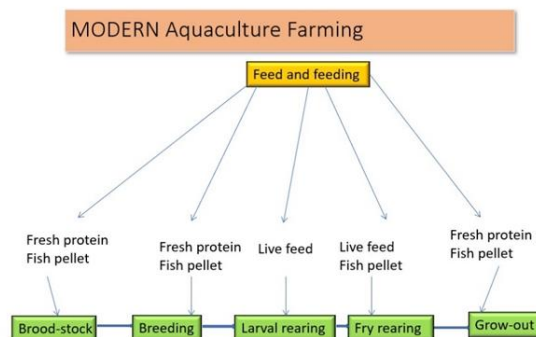 MODERN Aquaculture Farming
Feed and feeding
Fresh protein
Fish pellet
Fresh protein
Fish pellet
Live feed
Live feed
Fish pellet
Fresh protein
Fish pellet
Brood-stock
Breeding
Larval rearing
Fry rearing
Grow-out